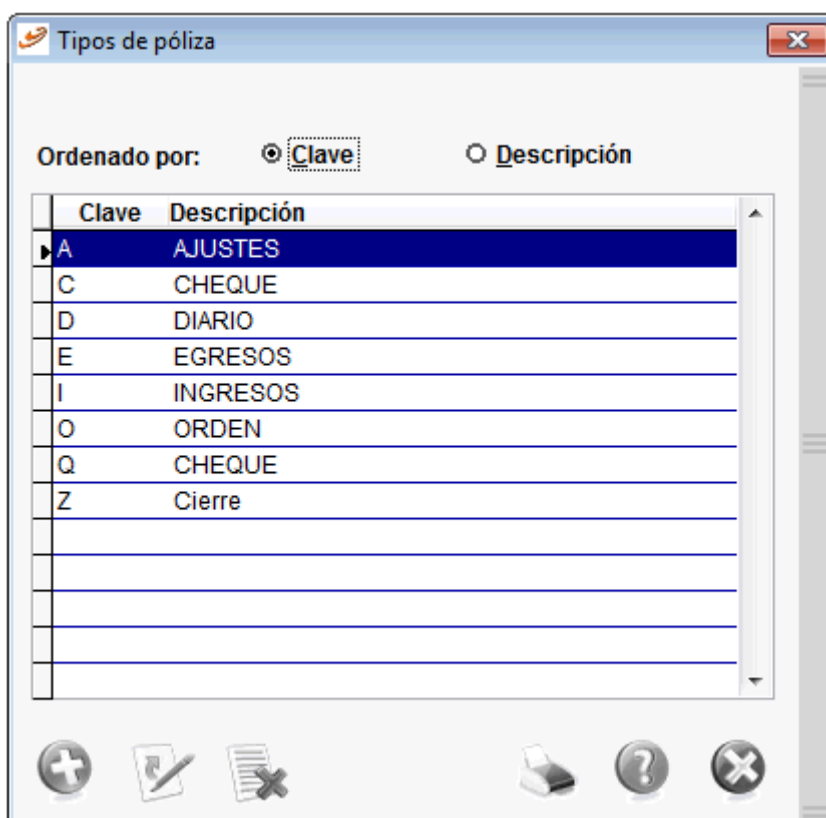 Tipos de póliza
Ordenado por: Clave Descripción
Clave Descripción
A AJUSTES
C CHEQUE
D DIARIO
E EGRESOS
I INGRESOS
O ORDEN
Q CHEQUE
Z Cierre